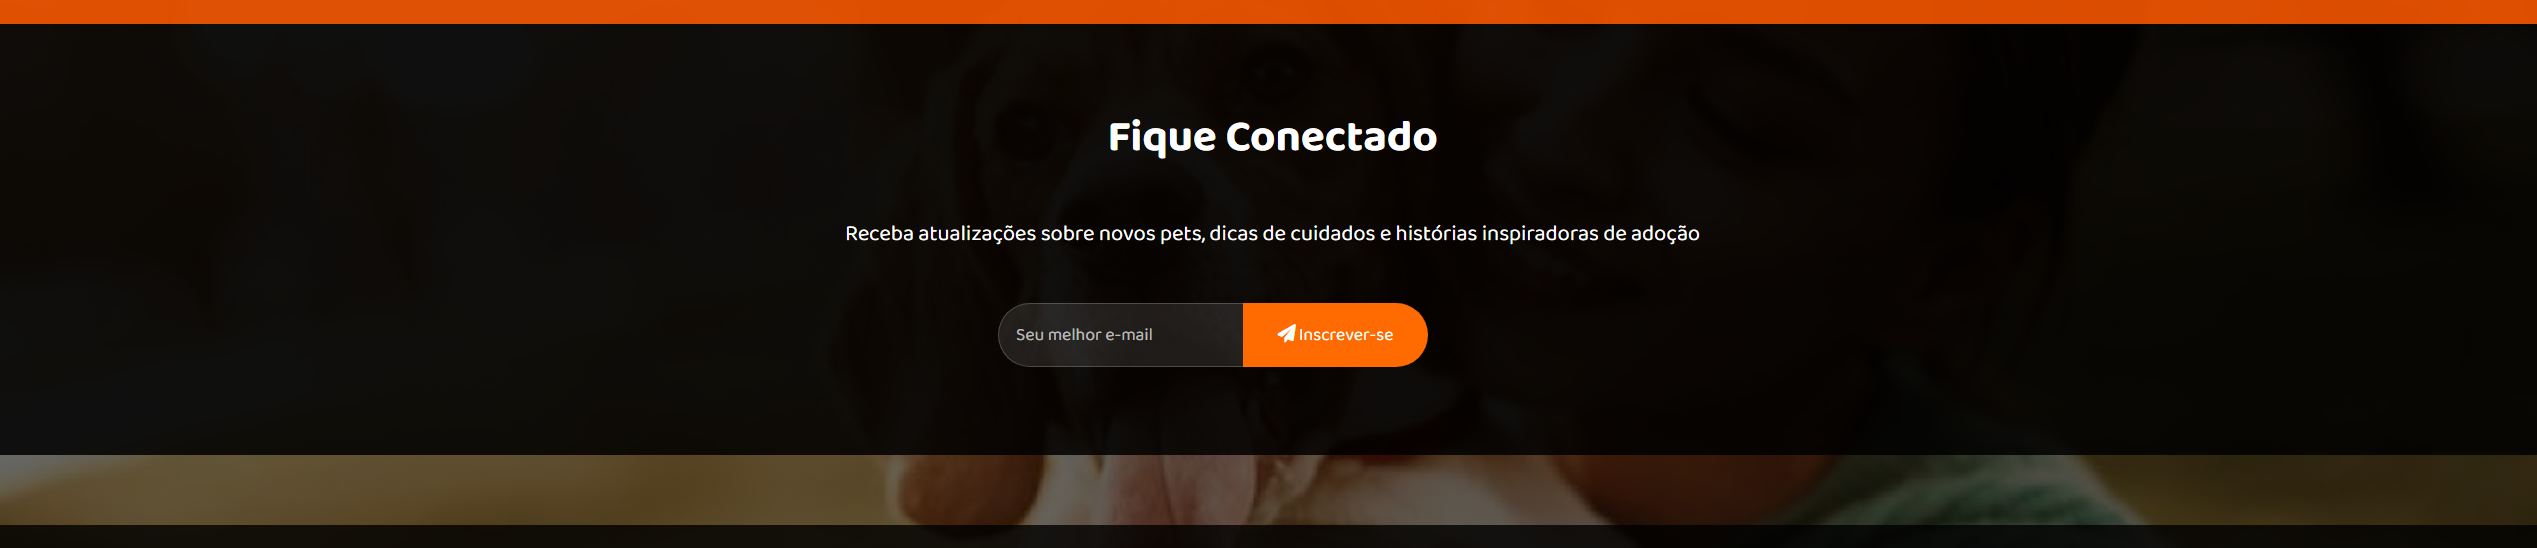 Fique Conectado
Receba atualizações sobre novos pets, dicas de cuidados e histórias inspiradoras de adoção
Seu melhor e-mail
Inscrever-se